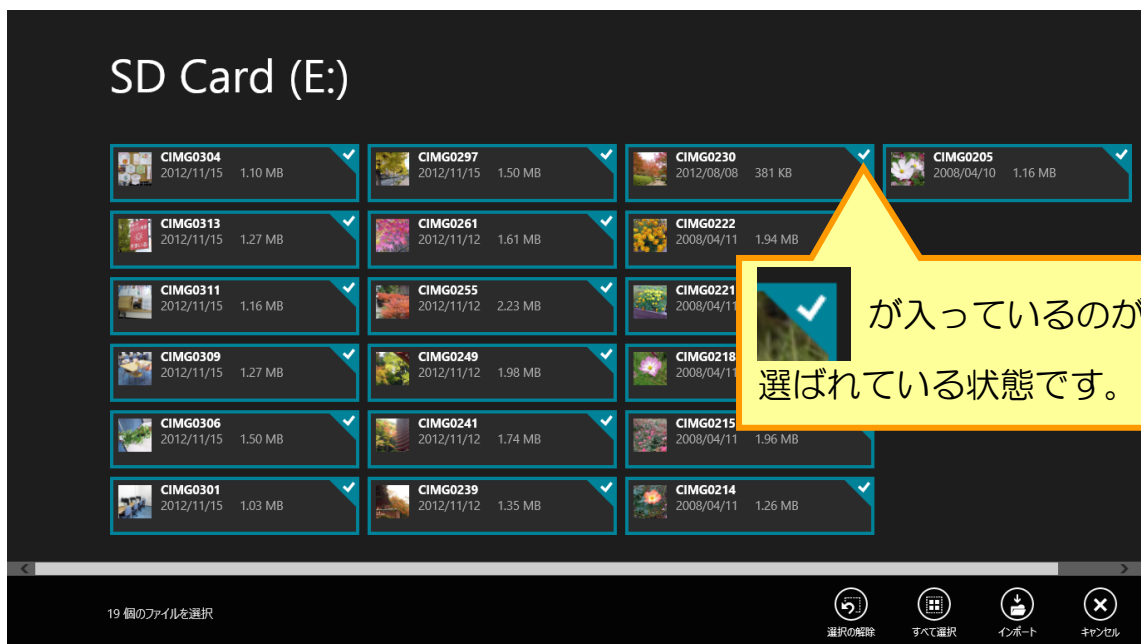 SD Card (E:)
CIMG0304
2012/11/15 1.10 MB
CIMG0313
2012/11/15 1.27 MB
CIMG0311
2012/11/15 1.16 MB
CIMG0309
2012/11/15 1.27 MB
CIMG0306
2012/11/15 1.50 MB
CIMG0301
2012/11/15 1.03 MB
CIMG0297
2012/11/15 1.50 MB
CIMG0261
2012/11/12 1.61 MB
CIMG0255
2012/11/12 2.23 MB
CIMG0249
2012/11/12 1.98 MB
CIMG0241
2012/11/12 1.74 MB
CIMG0239
2012/11/12 1.35 MB
CIMG0230
2012/08/08 381 KB
CIMG0222
2008/04/11 1.94 MB
CIMG0221
2008/04/11
CIMG0218
2008/04/11
CIMG0215
2008/04/11 1.96 MB
CIMG0214
2008/04/11 1.26 MB
CIMG0205
2008/04/10 1.16 MB
が入っているのが
選ばれている状態です。
19 個のファイルを選択
選択の解除 すべて選択 インポート キャンセル